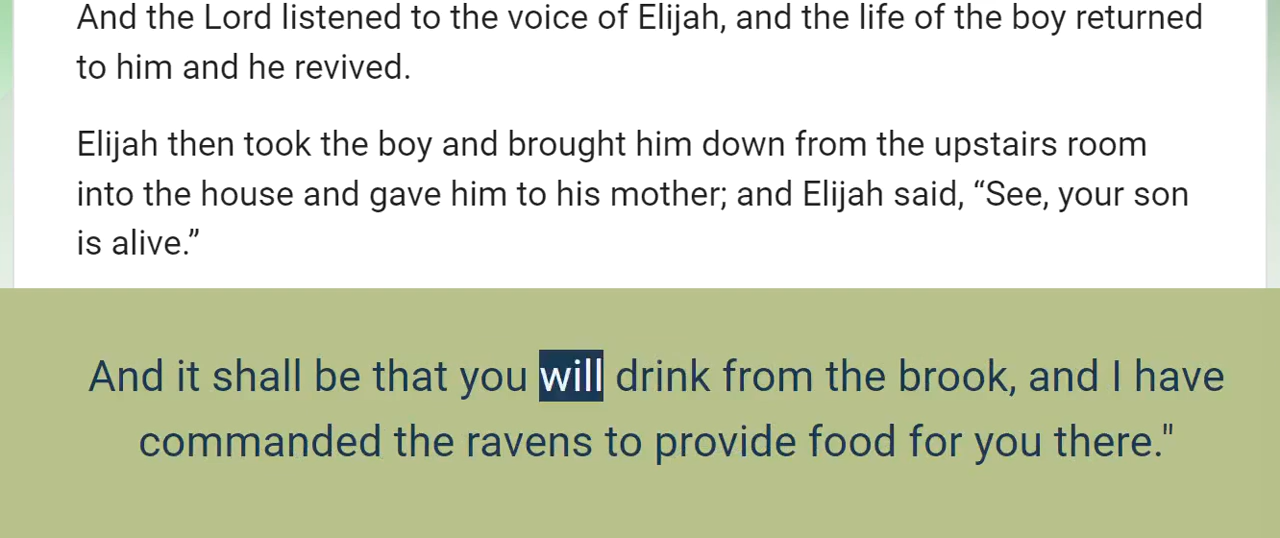 And the Lord listened to the voice of Elijah, and the life of the boy returned
to him and he revived.
Elijah then took the boy and brought him down from the upstairs room
into the house and gave him to his mother; and Elijah said, “See, your son
is alive.”
And it shall be that you will drink from the brook, and I have
commanded the ravens to provide food for you there."